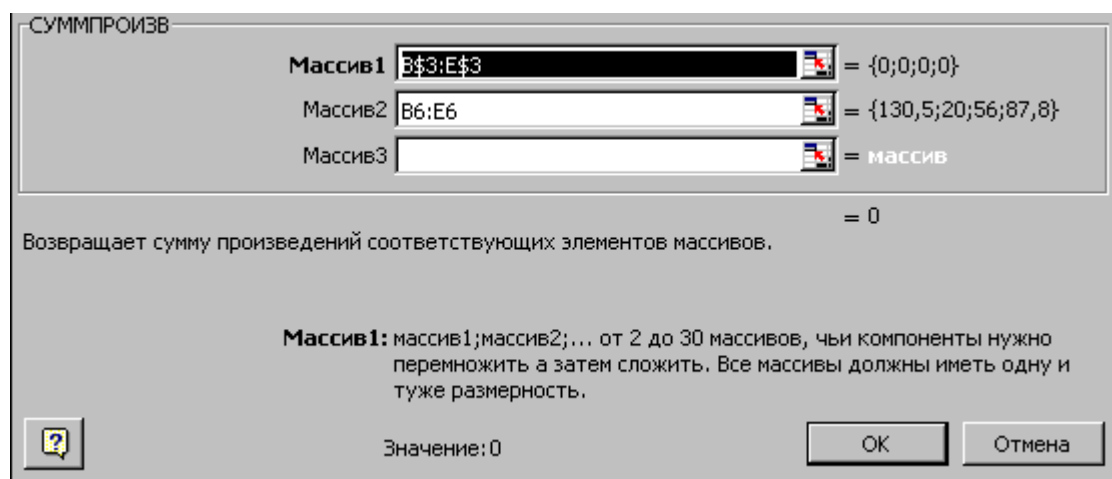 СУММПРОИЗВ
Массив1 B$3:E$3 = {0;0;0;0}
Массив2 B6:E6 = {130,5;20;56;87,8}
Массив3 = массив
= 0
Возвращает сумму произведений соответствующих элементов массивов.
Массив1: массив1;массив2;... от 2 до 30 массивов, чьи компоненты нужно
перемножить а затем сложить. Все массивы должны иметь одну и
туже размерность.
? Значение:0 OK Отмена